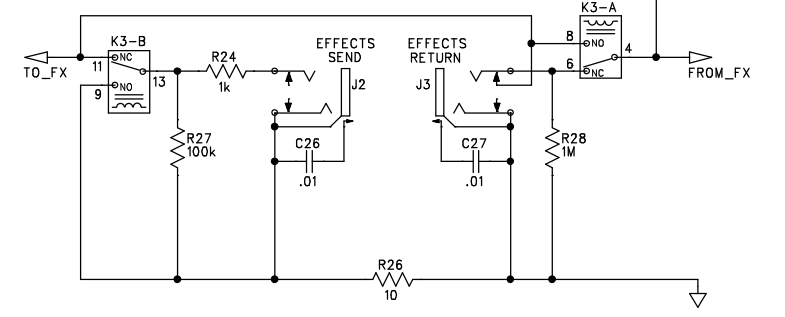 K3-A
K3-B
R24
1k
EFFECTS
SEND
EFFECTS
RETURN
8
NO
4
6
NC
TO_FX
11
NC
13
9
NO
J2
J3
FROM_FX
R27
100k
C26
.01
C27
.01
R28
1M
R26
10